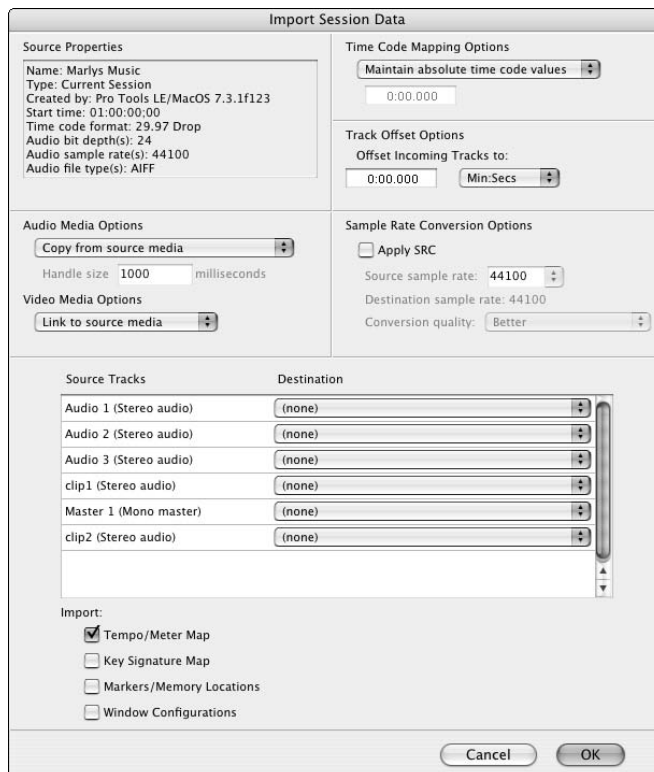 Import Session Data
Source Properties
Name: Marlys Music
Type: Current Session
Created by: Pro Tools LE/MacOS 7.3.1f123
Start time: 01:00:00;00
Time code format: 29.97 Drop
Audio bit depth(s): 24
Audio sample rate(s): 44100
Audio file type(s): AIFF
Time Code Mapping Options
Maintain absolute time code values
0:00.000
Track Offset Options
Offset Incoming Tracks to:
0:00.000 Min:Secs
Audio Media Options
Copy from source media
Handle size 1000 milliseconds
Video Media Options
Link to source media
Sample Rate Conversion Options
Apply SRC
Source sample rate: 44100
Destination sample rate: 44100
Conversion quality: Better
Source Tracks Destination
Audio 1 (Stereo audio) (none)
Audio 2 (Stereo audio) (none)
Audio 3 (Stereo audio) (none)
clip1 (Stereo audio) (none)
Master 1 (Mono master) (none)
clip2 (Stereo audio) (none)
Import:
Tempo/Meter Map
Key Signature Map
Markers/Memory Locations
Window Configurations
Cancel OK